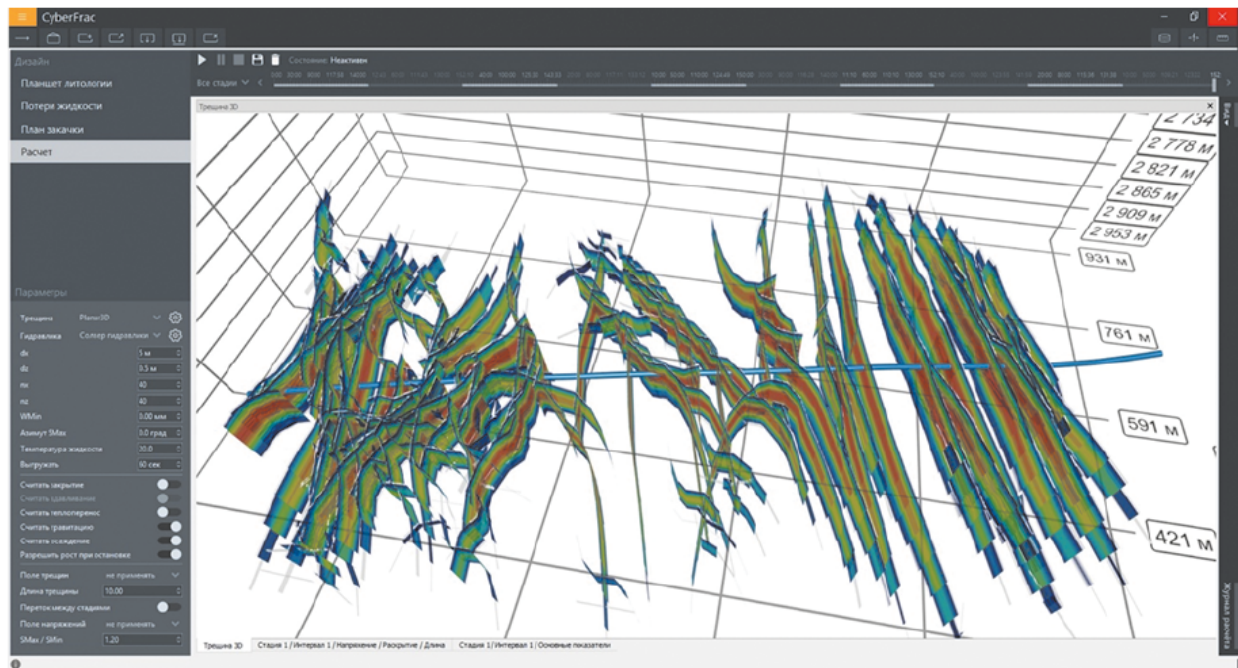 CyberFrac
Дизайн
Состояние: Неактивен
Планшет литологии
Все стадии
Потери жидкости
План закачки
Расчет
Трещина 3D
Вид
2 734
2 778 м
2 821 м
2 865 м
2 909 м
2 953 м
931 м
761 м
591 м
421 м
Параметры
Трещина Planar3D
Гидравлика Солвер гидравлики
dx 5 м
dz 0.5 м
nx 40
nz 40
WMin 0.00 мм
Азимут SMax 0.0 град
Температура жидкости 20.0
Выгружать 60 сек
Считать закрытие
Считать вдавливание
Считать теплоперенос
Считать гравитацию
Считать осаждение
Разрешить рост при остановке
Поле трещин не применять
Длина трещины 10.00
Переток между стадиями
Поле напряжений не применять
SMax / SMin 1.20
Журнал расчёта
Трещина 3D Стадия 1 / Интервал 1 / Напряжение / Раскрытие / Длина Стадия 1 / Интервал 1 / Основные показатели